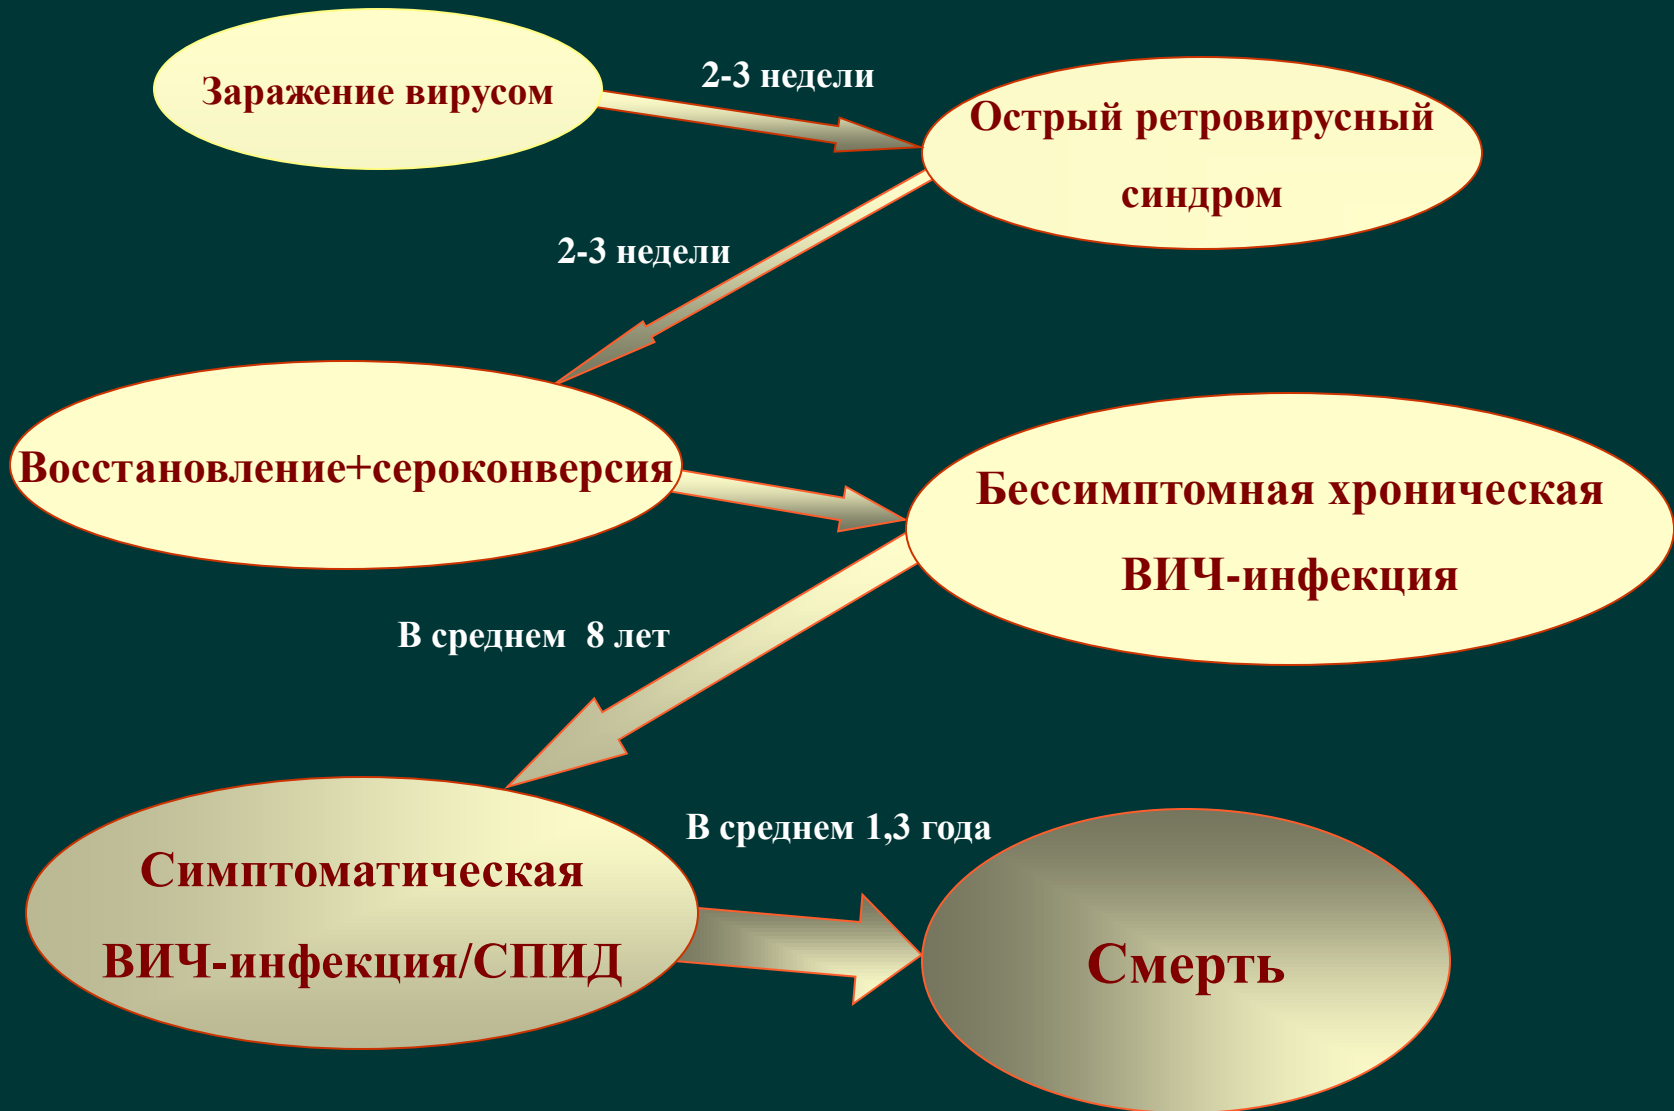 Заражение вирусом
2-3 недели
Острый ретровирусный
синдром
2-3 недели
Восстановление+сероконверсия
Бессимптомная хроническая
ВИЧ-инфекция
В среднем  8 лет
Симптоматическая
ВИЧ-инфекция/СПИД
В среднем 1,3 года
Смерть